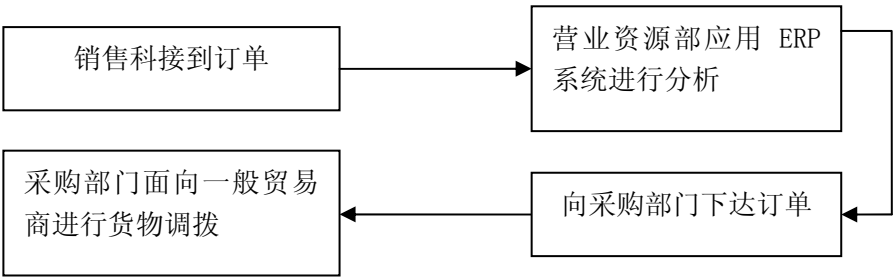 销售科接到订单
营业资源部应用 ERP
系统进行分析
向采购部门下达订单
采购部门面向一般贸易
商进行货物调拨